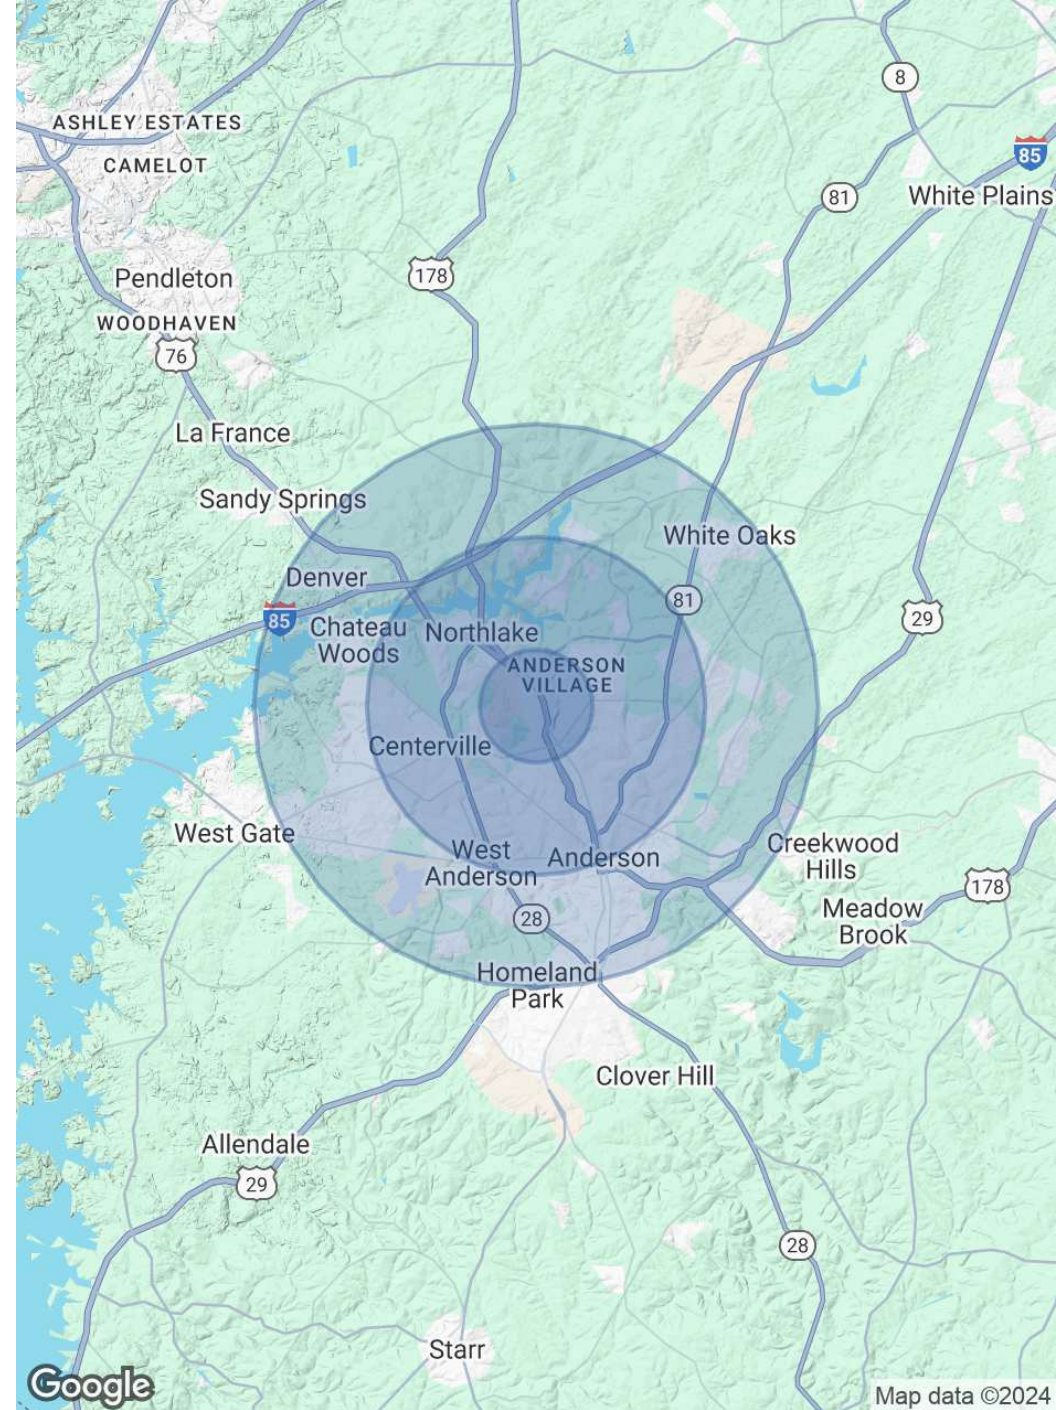 8
ASHLEY ESTATES
85
CAMELOT
81
White Plains
178
Pendleton
WOODHAVEN
76
La France
Sandy Springs
White Oaks
Denver
81
85
29
Chateau
Woods
Northlake
ANDERSON
VILLAGE
Centerville
West Gate
West
Anderson
Anderson
Creekwood
Hills
178
28
Meadow
Brook
Homeland
Park
Clover Hill
Allendale
29
28
Starr
Google
Map data ©2024